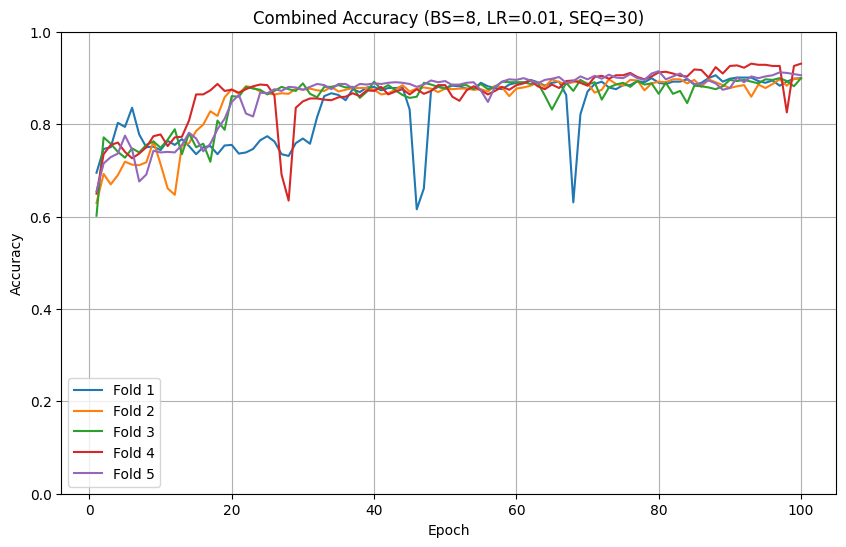 Combined Accuracy (BS=8, LR=0.01, SEQ=30)
1.0
0.8
0.6
0.4
0.2
0.0
Accuracy
Fold 1
Fold 2
Fold 3
Fold 4
Fold 5
0 20 40 60 80 100
Epoch